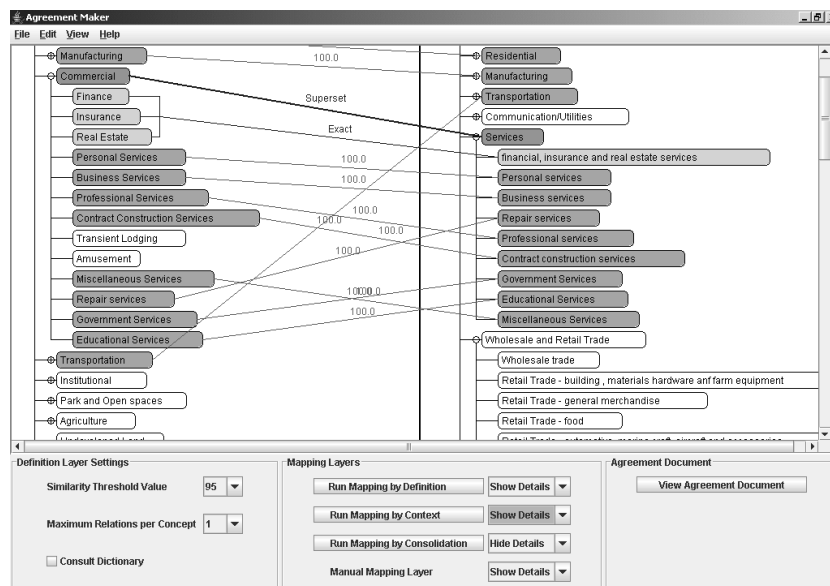 Agreement Maker
File Edit View Help
Manufacturing
Commercial
Finance
Insurance
Real Estate
Personal Services
Business Services
Professional Services
Contract Construction Services
Transient Lodging
Amusement
Miscellaneous Services
Repair services
Government Services
Educational Services
Transportation
Institutional
Park and Open spaces
Agriculture
100.0
Superset
Exact
100.0
100.0
100.0
100.0
100.0
100.0
100.0
100.0
Residential
Manufacturing
Transportation
Communication/Utilities
Services
financial, insurance and real estate services
Personal services
Business services
Repair services
Professional services
Contract construction services
Government Services
Educational Services
Miscellaneous Services
Wholesale and Retail Trade
Wholesale trade
Retail Trade - building , materials hardware anf farm equipment
Retail Trade - general merchandise
Retail Trade - food
Definition Layer Settings
Similarity Threshold Value 95
Maximum Relations per Concept 1
Consult Dictionary
Mapping Layers
Run Mapping by Definition Show Details
Run Mapping by Context Show Details
Run Mapping by Consolidation Hide Details
Manual Mapping Layer Show Details
Agreement Document
View Agreement Document